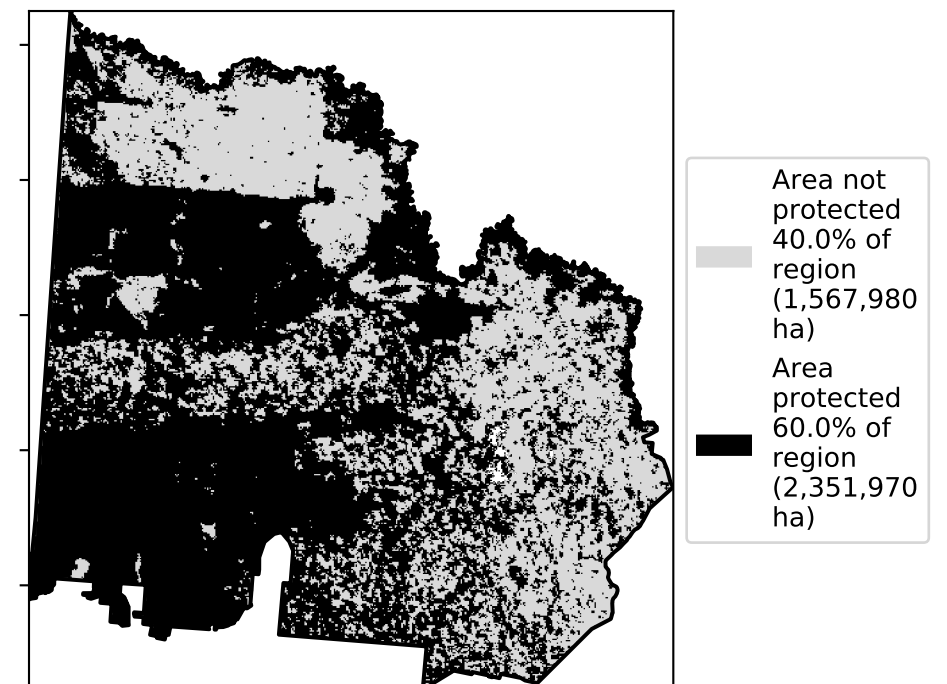 Area not
protected
40.0% of
region
(1,567,980
ha)
Area
protected
60.0% of
region
(2,351,970
ha)